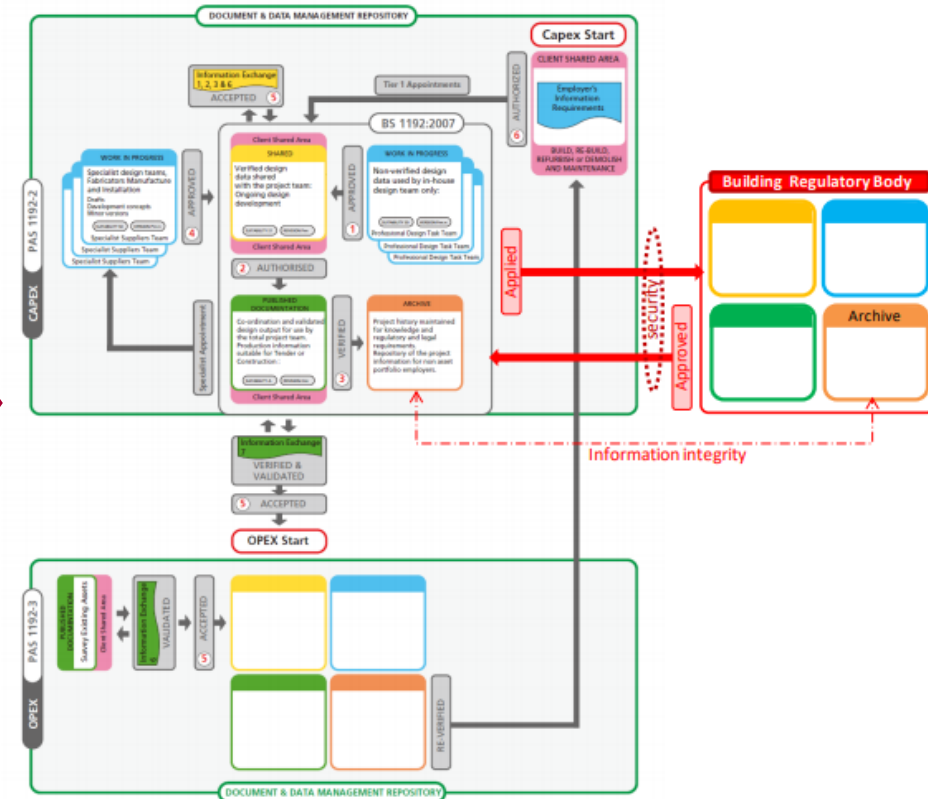 DOCUMENT & DATA MANAGEMENT REPOSITORY
Capex Start
CLIENT SHARED AREA
Employer's
Information
Requirements
BUILD, RE-BUILD,
REFURBISH or DEMOLISH
AND MAINTENANCE
6 AUTHORIZED
Tier 1 Appointments
Information Exchange
1, 2, 3 & 6
ACCEPTED 5
BS 1192:2007
Client Shared Area
SHARED
Verified design
data shared
with the project team:
Ongoing design
development
Client Shared Area
WORK IN PROGRESS
Specialist design teams,
Fabricators Manufacture
and Installation
Drafts
Development concepts
Minor versions
Specialist Suppliers Team
Specialist Suppliers Team
Specialist Suppliers Team
4 APPROVED
1 APPROVED
WORK IN PROGRESS
Non-verified design
data used by in-house
design team only:
Professional Design Task Team
Professional Design Task Team
Professional Design Task Team
PAS 1192-2
CAPEX
2 AUTHORISED
PUBLISHED
DOCUMENTATION
Co-ordination and validated
design output for use by
the total project team.
Production information
suitable for Tender or
Construction.
Client Shared Area
Specialist Appointment
3 VERIFIED
ARCHIVE
Project history maintained
for knowledge and
regulatory and legal
requirements.
Repository of the project
information for non asset
portfolio employers.
Applied
security
Approved
Building Regulatory Body
Archive
Information integrity
Information Exchange
7
VERIFIED &
VALIDATED
5 ACCEPTED
OPEX Start
PAS 1192-3
OPEX
PUBLISHED
DOCUMENTATION
Survey Existing Assets
Client Shared Area
Information Exchange
VALIDATED
5 ACCEPTED
RE-VERIFIED
DOCUMENT & DATA MANAGEMENT REPOSITORY